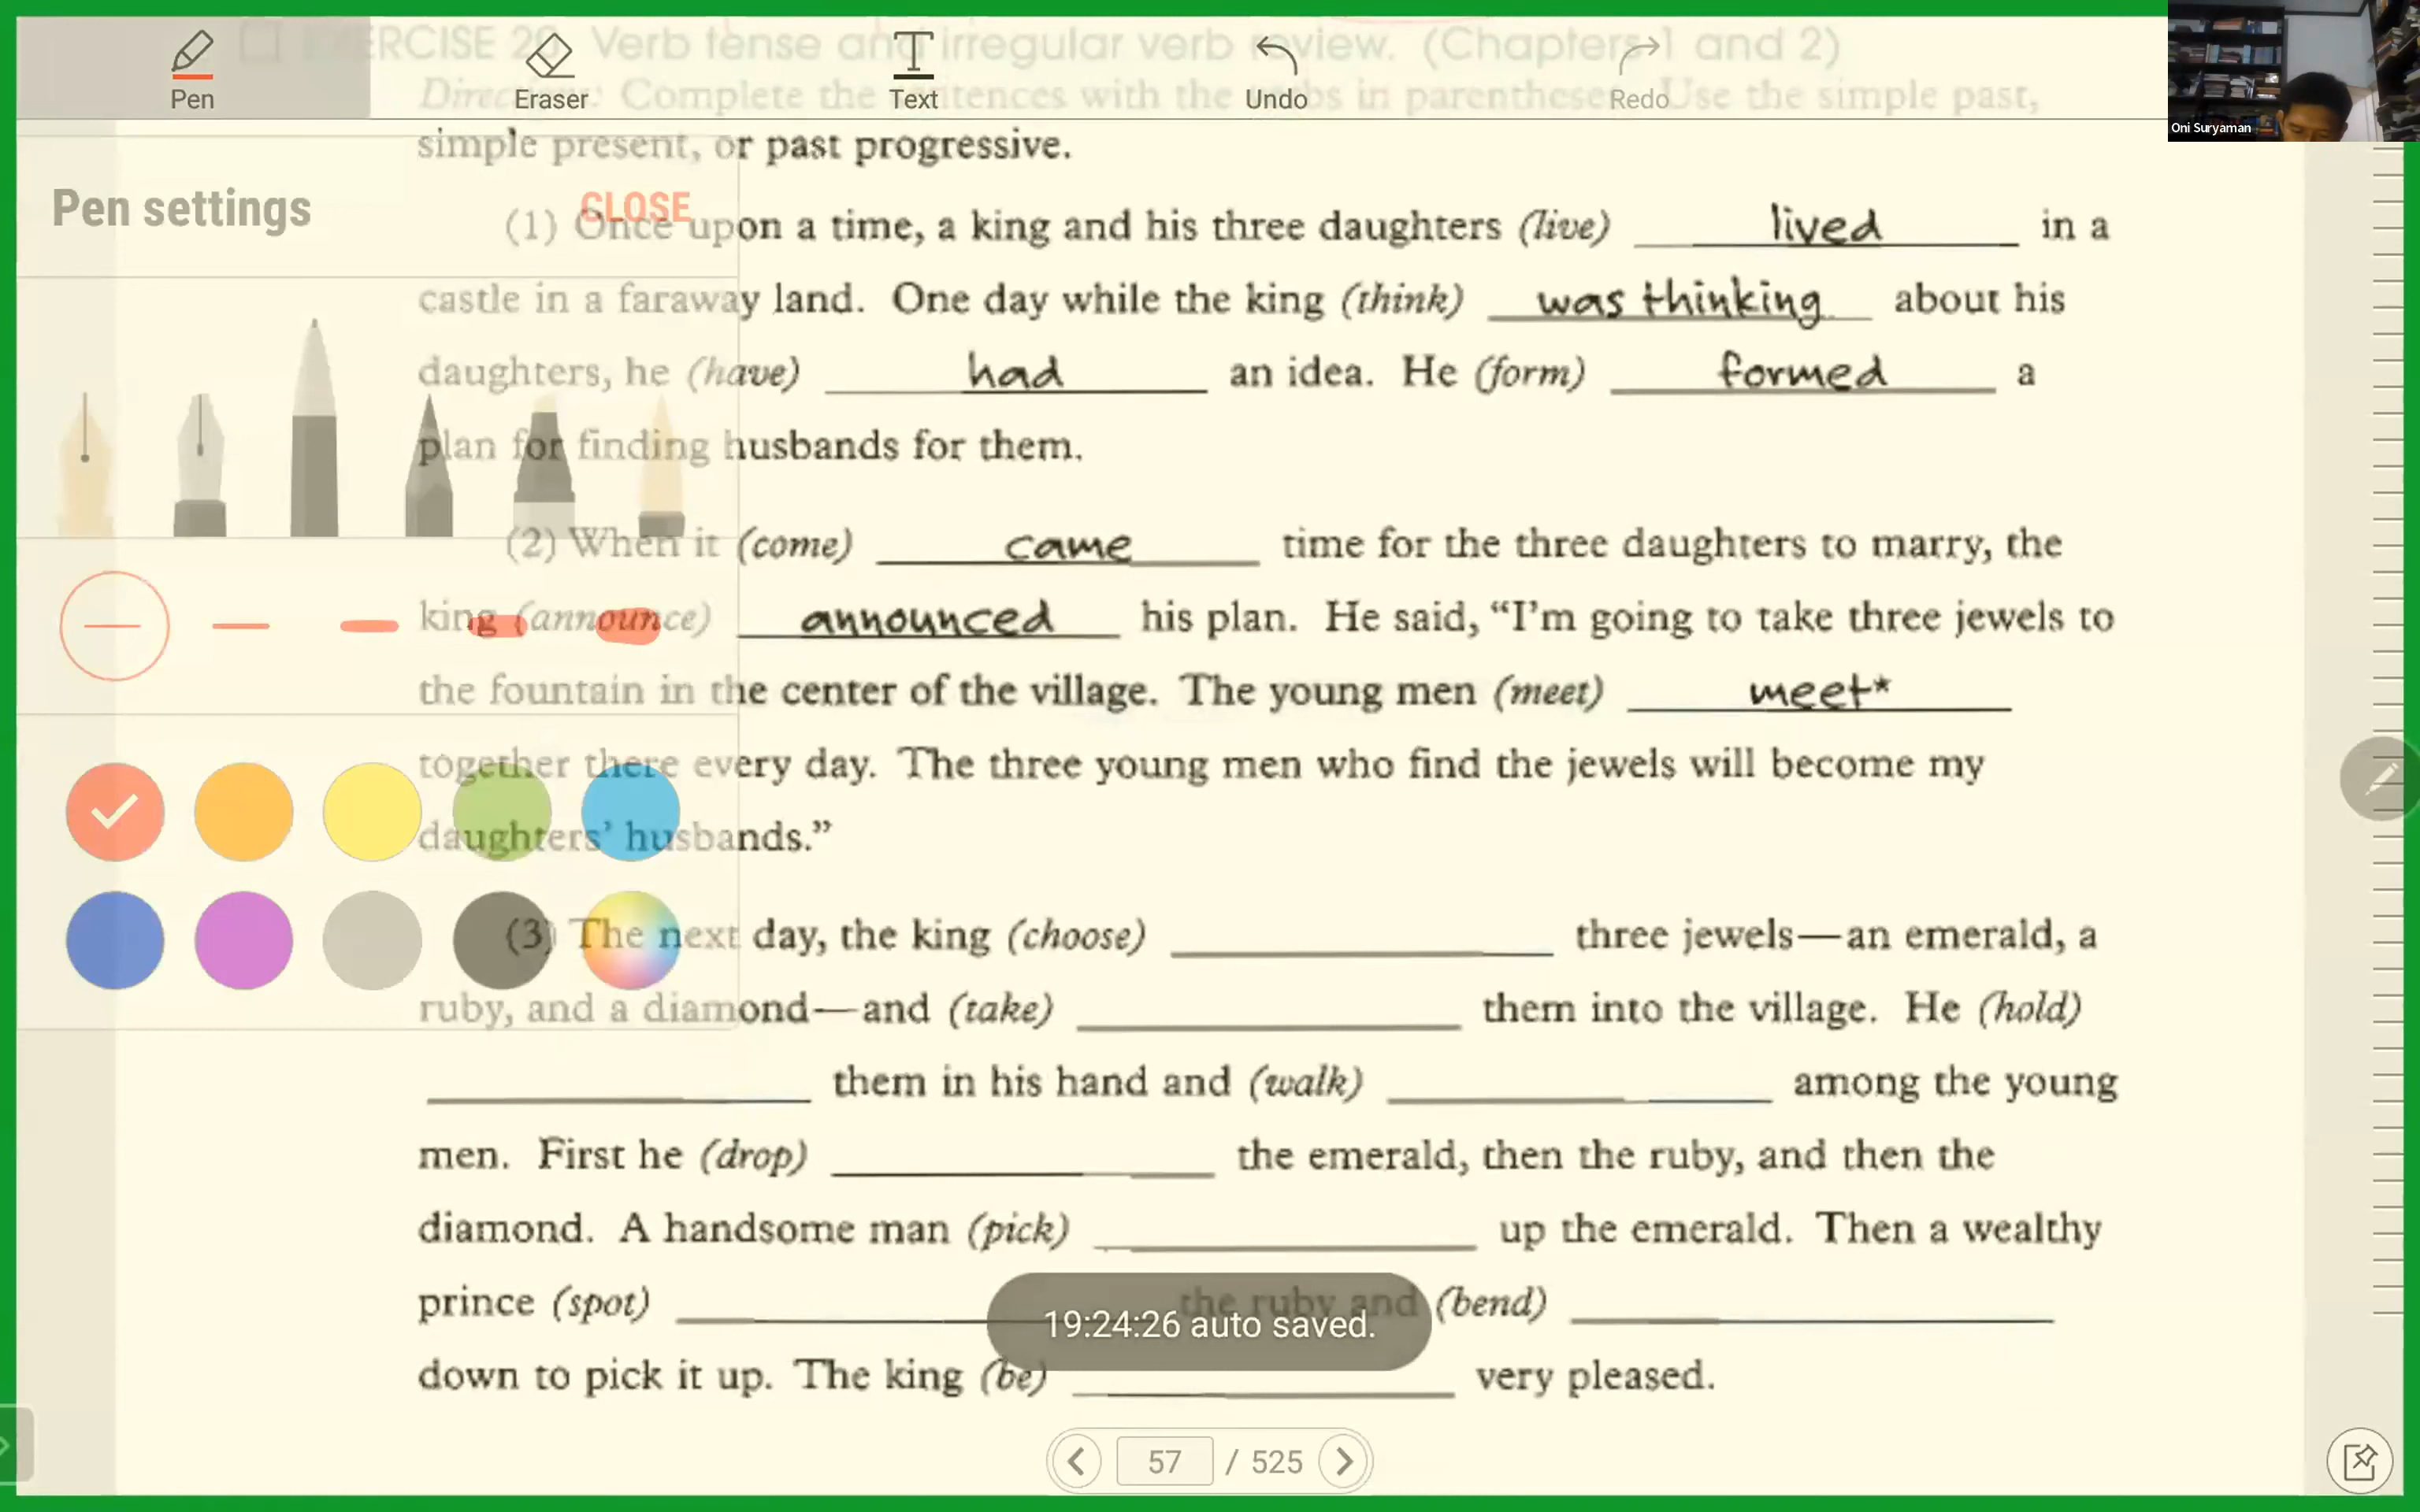 EXERCISE 29. Verb tense and irregular verb review. (Chapters 1 and 2)
Pen
Eraser
Text
Undo
Redo
Directions: Complete the sentences with the verbs in parentheses. Use the simple past,
simple present, or past progressive.
Oni Suryaman
Pen settings
CLOSE
(1) Once upon a time, a king and his three daughters (live) lived in a
castle in a faraway land. One day while the king (think) was thinking about his
daughters, he (have) had an idea. He (form) formed a
plan for finding husbands for them.
(2) When it (come) came time for the three daughters to marry, the
king (announce) announced his plan. He said, “I’m going to take three jewels to
the fountain in the center of the village. The young men (meet) meet*
together there every day. The three young men who find the jewels will become my
daughters’ husbands.”
(3) The next day, the king (choose) three jewels—an emerald, a
ruby, and a diamond—and (take) them into the village. He (hold)
them in his hand and (walk) among the young
men. First he (drop) the emerald, then the ruby, and then the
diamond. A handsome man (pick) up the emerald. Then a wealthy
prince (spot) the ruby and (bend)
19:24:26 auto saved.
down to pick it up. The king (be) very pleased.
57 / 525